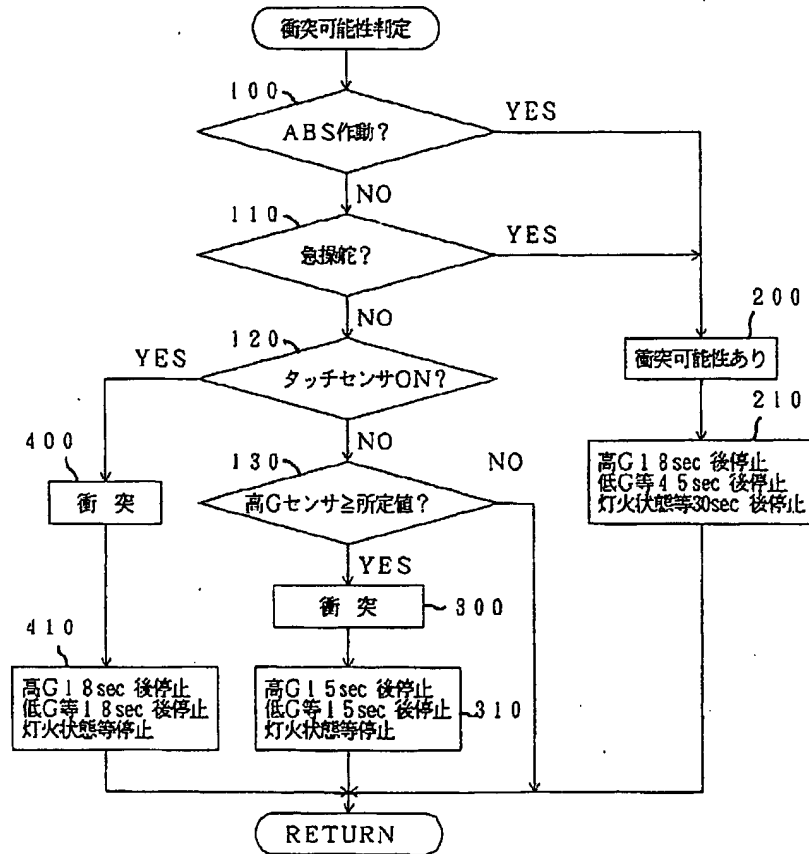 衝突可能性判定
100
ABS作動?
YES
NO
110
急操舵?
YES
NO
120
YES
タッチセンサON?
200
衝突可能性あり
NO
210
400
130
NO
衝 突
高Gセンサ≧所定値?
高G18sec 後停止
低G等45sec 後停止
灯火状態等30sec 後停止
YES
衝 突
300
410
高G18sec 後停止
低G等18sec 後停止
灯火状態等停止
高G15sec 後停止
低G等15sec 後停止
灯火状態等停止
310
RETURN